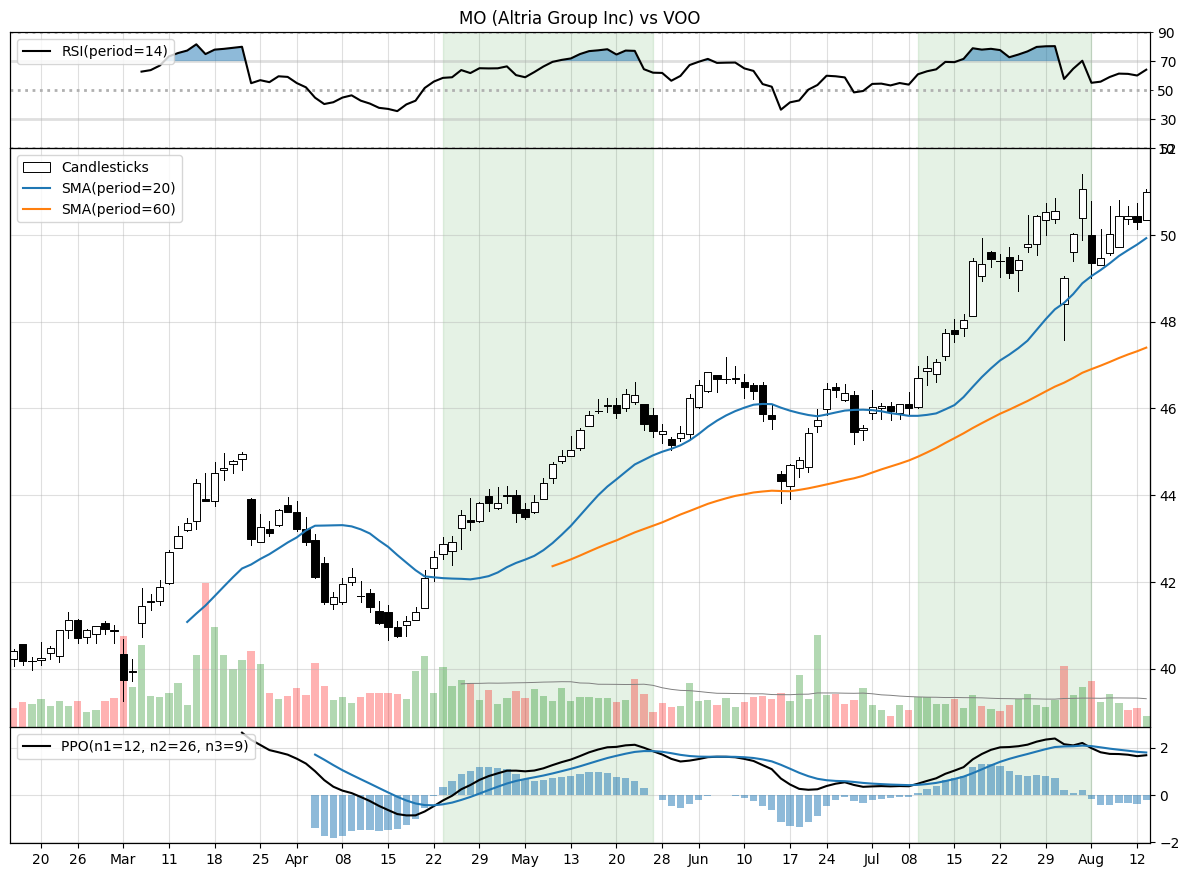 MO (Altria Group Inc) vs VOO
RSI(period=14)
90
70
50
30
10
52
Candlesticks
SMA(period=20)
SMA(period=60)
50
48
46
44
42
40
PPO(n1=12, n2=26, n3=9)
2
0
−2
20 26 Mar 11 18 25 Apr 08 15 22 29 May 13 20 28 Jun 10 17 24 Jul 08 15 22 29 Aug 12